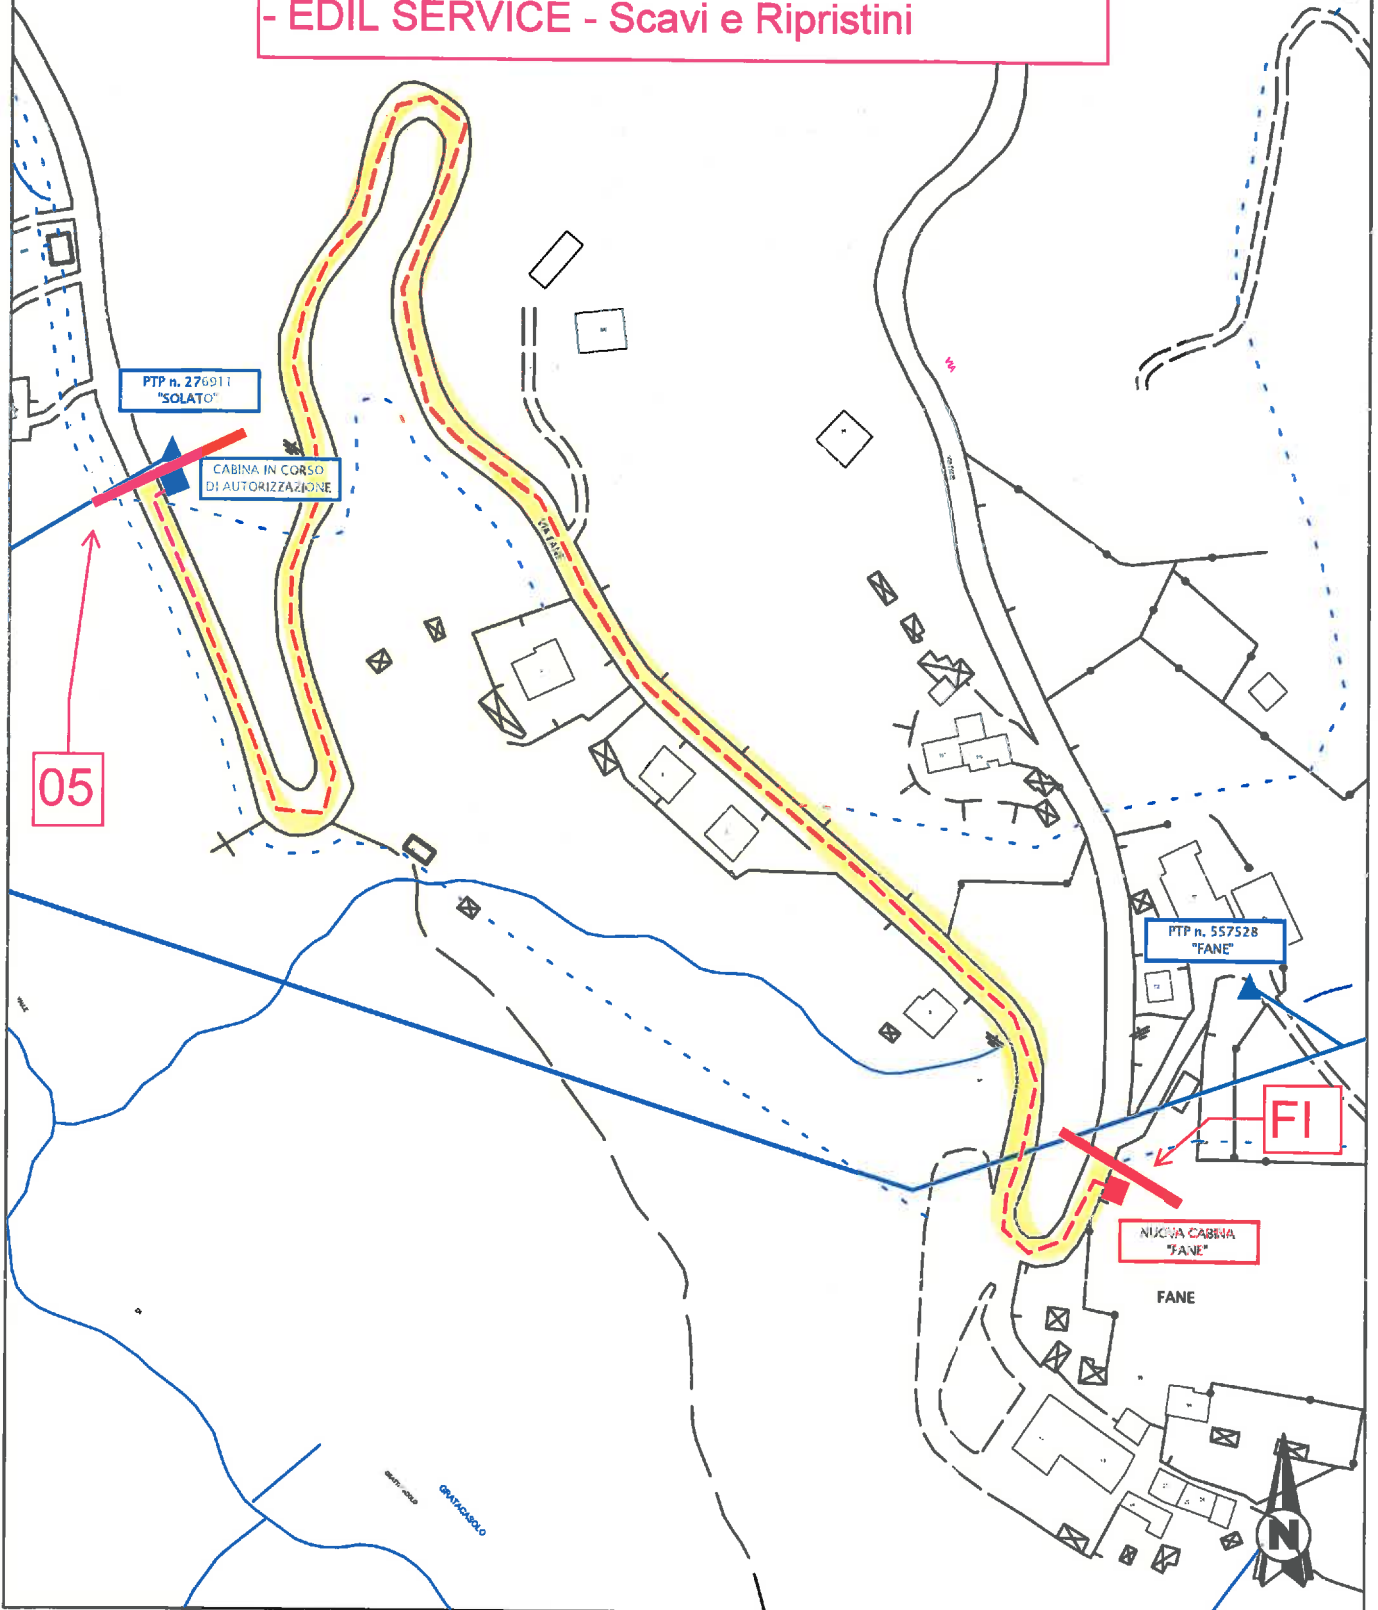 - EDIL SERVICE - Scavi e Ripristini
PTP n. 276911
"SOLATO"
CABINA IN CORSO
DI AUTORIZZAZIONE
VIA FANE
05
PTP n. 557528
"FANE"
FI
NUOVA CABINA
"FANE"
FANE
GRATACASOLO
N